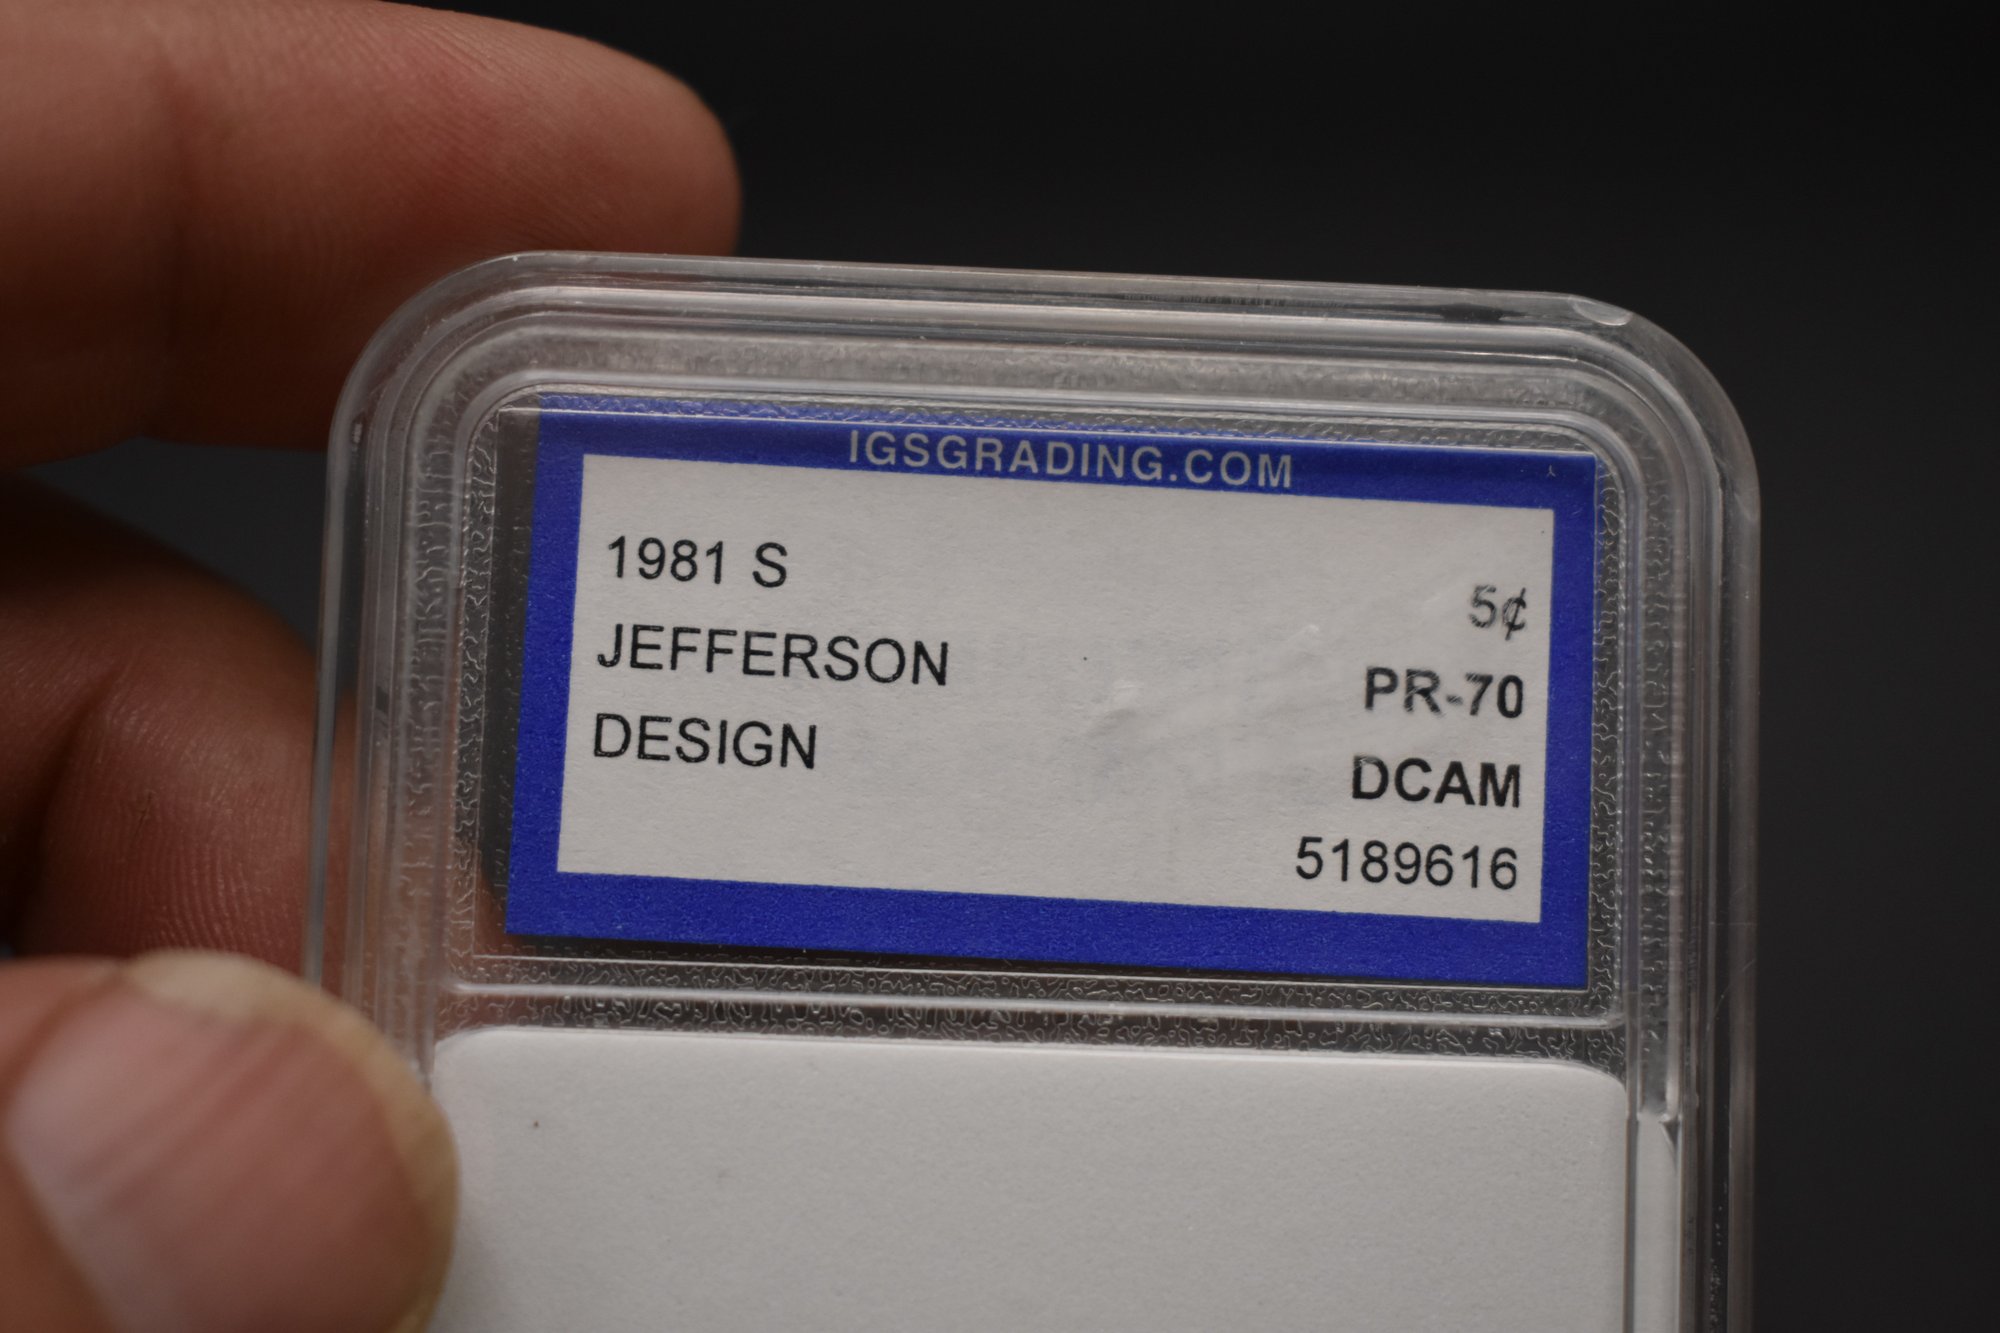 IGSGRADING.COM
1981 S
5¢
JEFFERSON
PR-70
DESIGN
DCAM
5189616